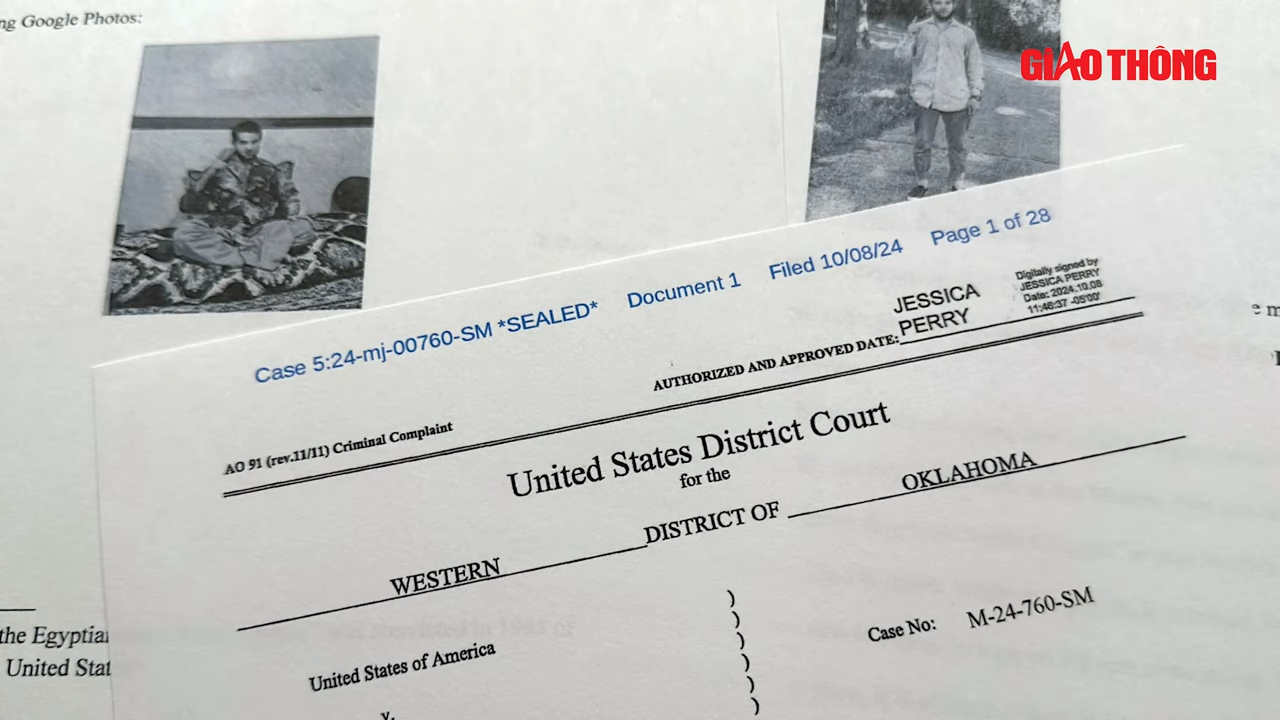 ng Google Photos:
GIAO THÔNG
Case 5:24-mj-00760-SM *SEALED* Document 1 Filed 10/08/24 Page 1 of 28
JESSICA
PERRY
Digitally signed by
JESSICA PERRY
Date: 2024.10.08
11:46:37 -05'00'
AUTHORIZED AND APPROVED DATE:
AO 91 (rev.11/11) Criminal Complaint
United States District Court
for the
WESTERN DISTRICT OF OKLAHOMA
)
)
)
)
)
)
United States of America
v.
Case No: M-24-760-SM
the Egyptia
United Stat
e m